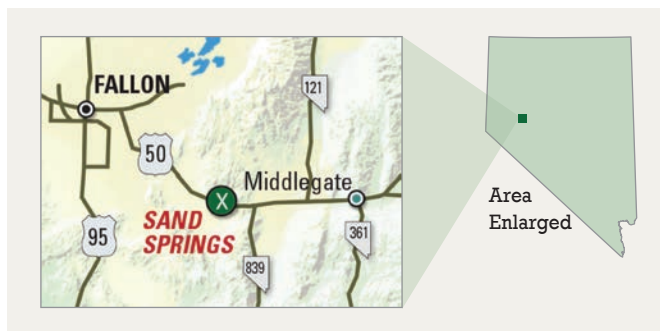 FALLON
121
50
Middlegate
X
SAND
SPRINGS
95
839
361
Area
Enlarged